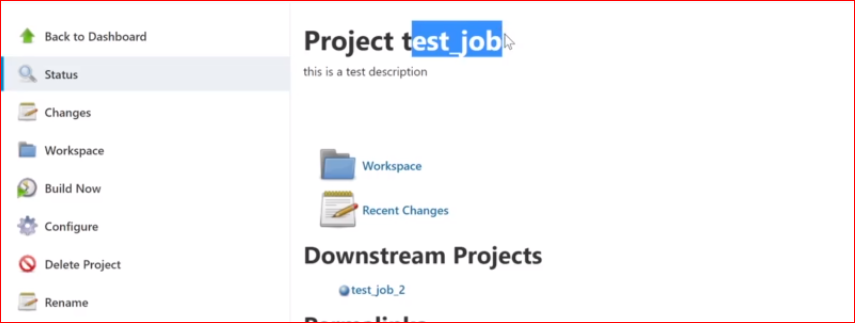 Back to Dashboard
Status
Changes
Workspace
Build Now
Configure
Delete Project
Rename
Project test_job
this is a test description
Workspace
Recent Changes
Downstream Projects
test_job_2
Permalinks